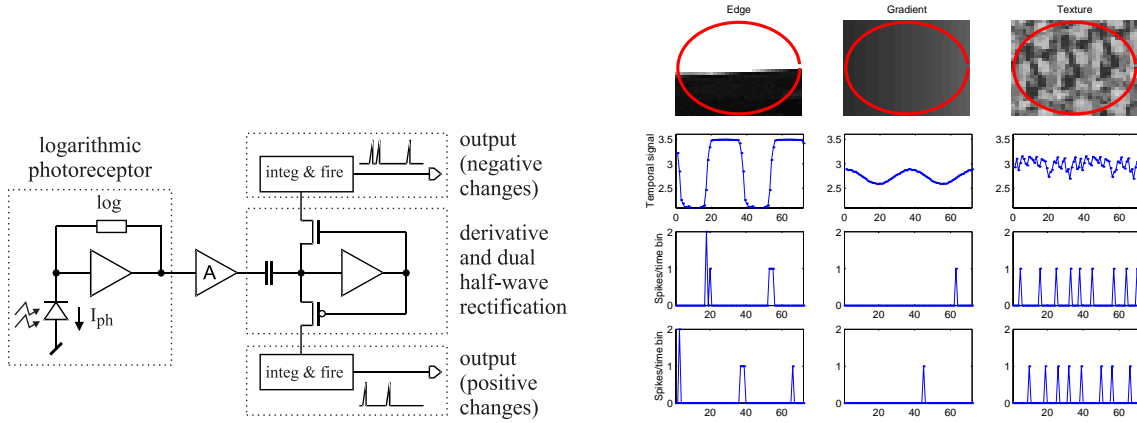 logarithmic
photoreceptor
log
I_ph
A
integ & fire
output
(negative
changes)
derivative
and dual
half-wave
rectification
integ & fire
output
(positive
changes)
Edge
Gradient
Texture
Temporal signal
3.5
3
2.5
0 20 40 60
3.5
3
2.5
0 20 40 60
3.5
3
2.5
0 20 40 60
Spikes/time bin
2
1
0
20 40 60
2
1
0
20 40 60
2
1
0
0 20 40 60
Spikes/time bin
2
1
0
20 40 60
2
1
0
20 40 60
2
1
0
0 20 40 60